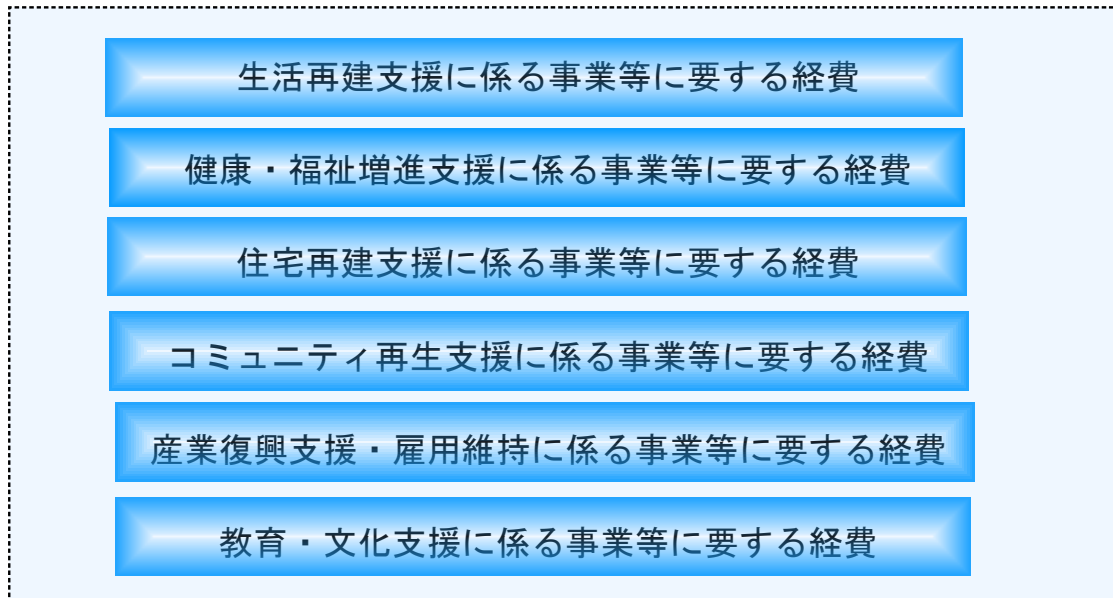 生活再建支援に係る事業等に要する経費
健康・福祉増進支援に係る事業等に要する経費
住宅再建支援に係る事業等に要する経費
コミュニティ再生支援に係る事業等に要する経費
産業復興支援・雇用維持に係る事業等に要する経費
教育・文化支援に係る事業等に要する経費